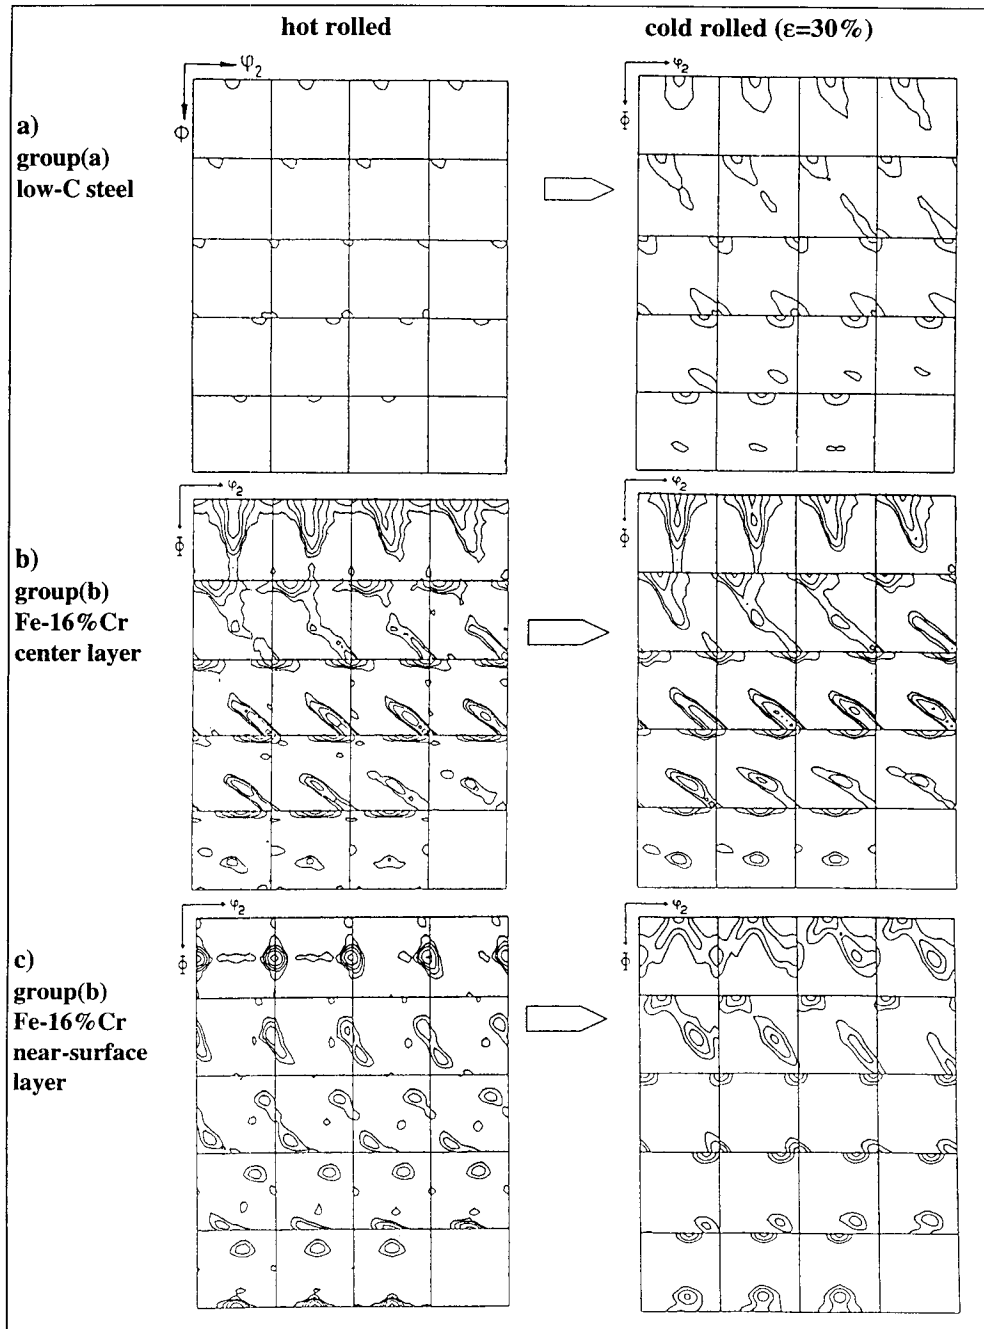 hot rolled
cold rolled (ε=30%)
φ₂
Φ
φ₂
Φ
a)
group(a)
low-C steel
φ₂
Φ
φ₂
Φ
b)
group(b)
Fe-16%Cr
center layer
φ₂
Φ
φ₂
Φ
c)
group(b)
Fe-16%Cr
near-surface
layer